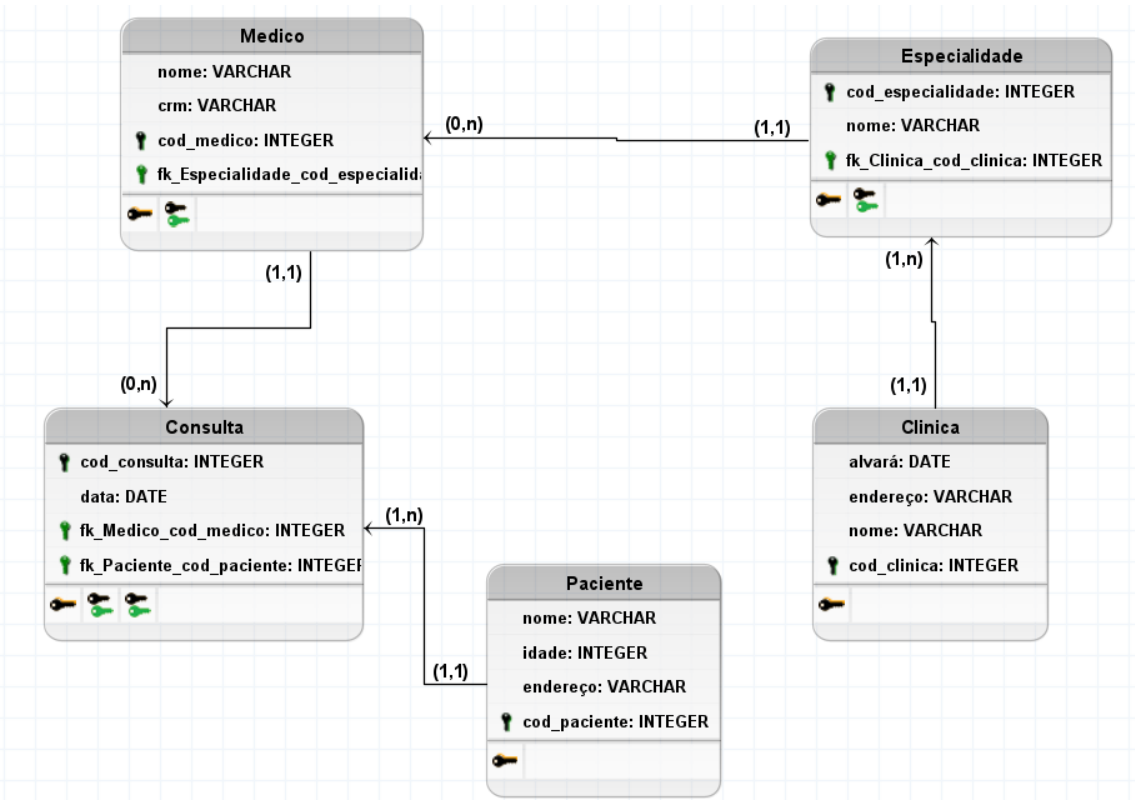 Medico
nome: VARCHAR
crm: VARCHAR
cod_medico: INTEGER
fk_Especialidade_cod_especialid
(0,n)
(1,1)
Especialidade
cod_especialidade: INTEGER
nome: VARCHAR
fk_Clinica_cod_clinica: INTEGER
(1,1)
(0,n)
(1,n)
(1,1)
Consulta
cod_consulta: INTEGER
data: DATE
fk_Medico_cod_medico: INTEGER
fk_Paciente_cod_paciente: INTEGER
(1,n)
(1,1)
Paciente
nome: VARCHAR
idade: INTEGER
endereço: VARCHAR
cod_paciente: INTEGER
Clinica
alvará: DATE
endereço: VARCHAR
nome: VARCHAR
cod_clinica: INTEGER